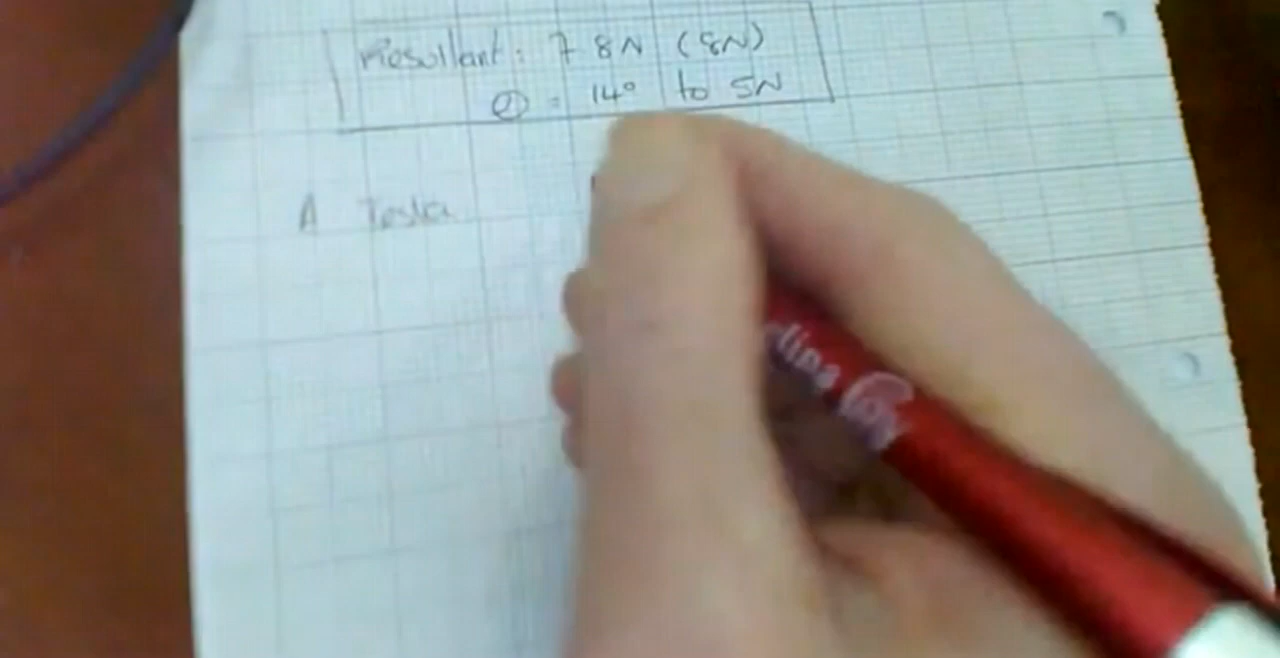 Resultant: 7 8N (8N)
θ = 14° to 5N
A Tesla